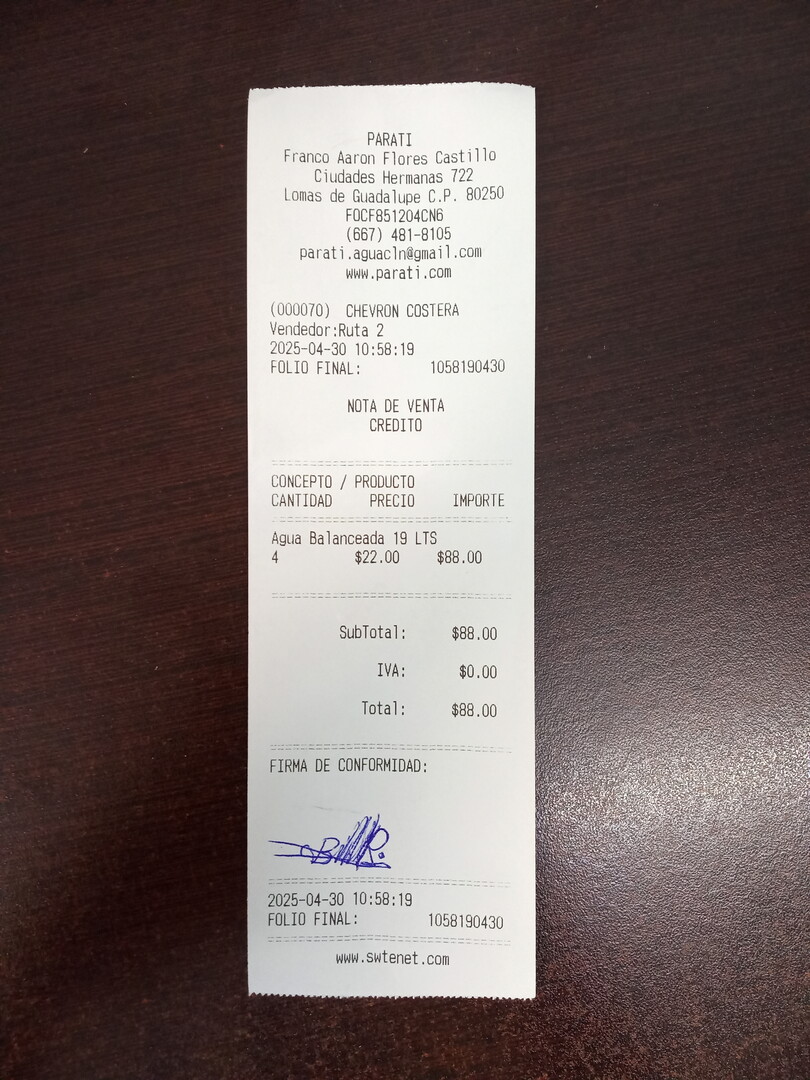 PARATI
Franco Aaron Flores Castillo
Ciudades Hermanas 722
Lomas de Guadalupe C.P. 80250
FOCF851204CN6
(667) 481-8105
parati.aguacln@gmail.com
www.parati.com
(000070) CHEVRON COSTERA
Vendedor:Ruta 2
2025-04-30 10:58:19
FOLIO FINAL: 1058190430
NOTA DE VENTA
CREDITO
CONCEPTO / PRODUCTO
CANTIDAD PRECIO IMPORTE
Agua Balanceada 19 LTS
4 $22.00 $88.00
SubTotal: $88.00
IVA: $0.00
Total: $88.00
FIRMA DE CONFORMIDAD:
2025-04-30 10:58:19
FOLIO FINAL: 1058190430
www.swtenet.com